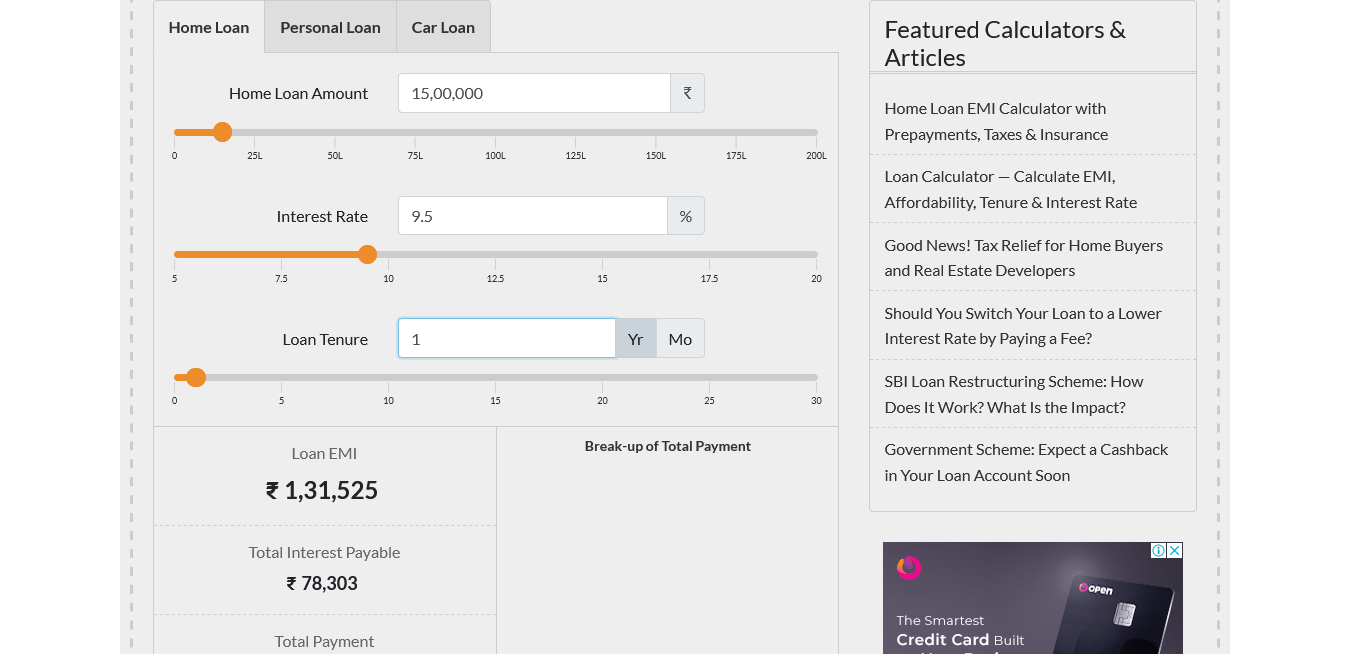 Home Loan
Personal Loan
Car Loan
Home Loan Amount
15,00,000
₹
0
25L
50L
75L
100L
125L
150L
175L
200L
Interest Rate
9.5
%
5
7.5
10
12.5
15
17.5
20
Loan Tenure
1
Yr
Mo
0
5
10
15
20
25
30
Loan EMI
₹ 1,31,525
Total Interest Payable
₹ 78,303
Total Payment
Break-up of Total Payment
Featured Calculators &
Articles
Home Loan EMI Calculator with
Prepayments, Taxes & Insurance
Loan Calculator — Calculate EMI,
Affordability, Tenure & Interest Rate
Good News! Tax Relief for Home Buyers
and Real Estate Developers
Should You Switch Your Loan to a Lower
Interest Rate by Paying a Fee?
SBI Loan Restructuring Scheme: How
Does It Work? What Is the Impact?
Government Scheme: Expect a Cashback
in Your Loan Account Soon
OPEN
The Smartest
Credit Card Built